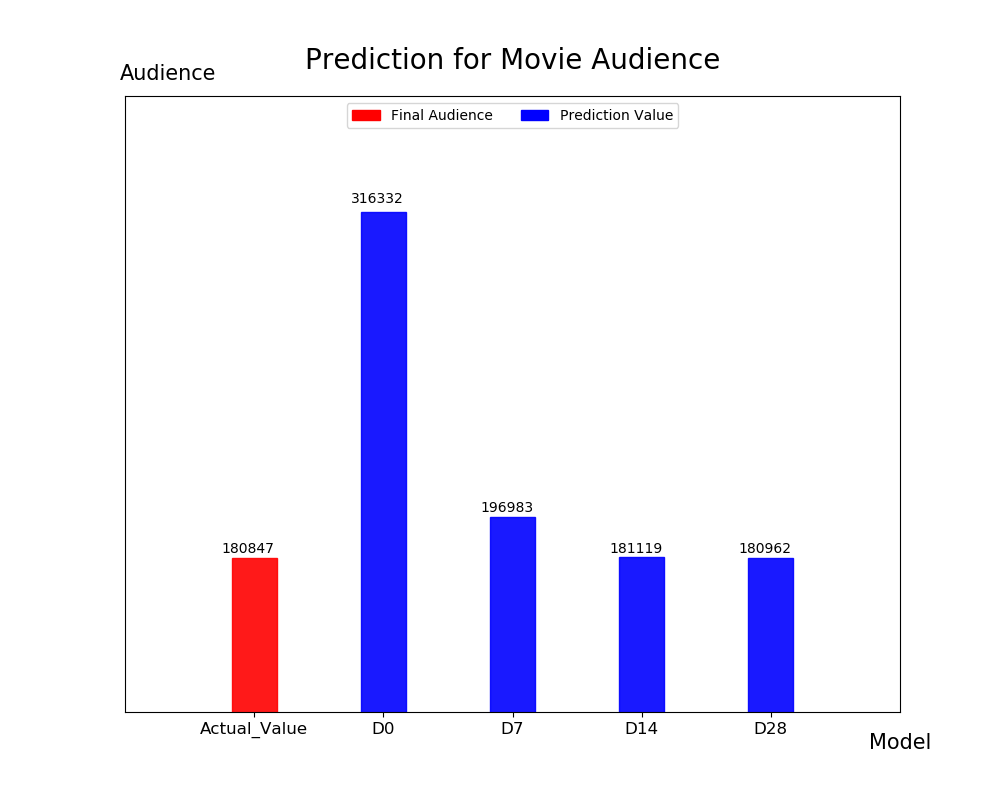 Prediction for Movie Audience
Audience
Final Audience
Prediction Value
316332
196983
180847
181119
180962
Actual_Value
D0
D7
D14
D28
Model